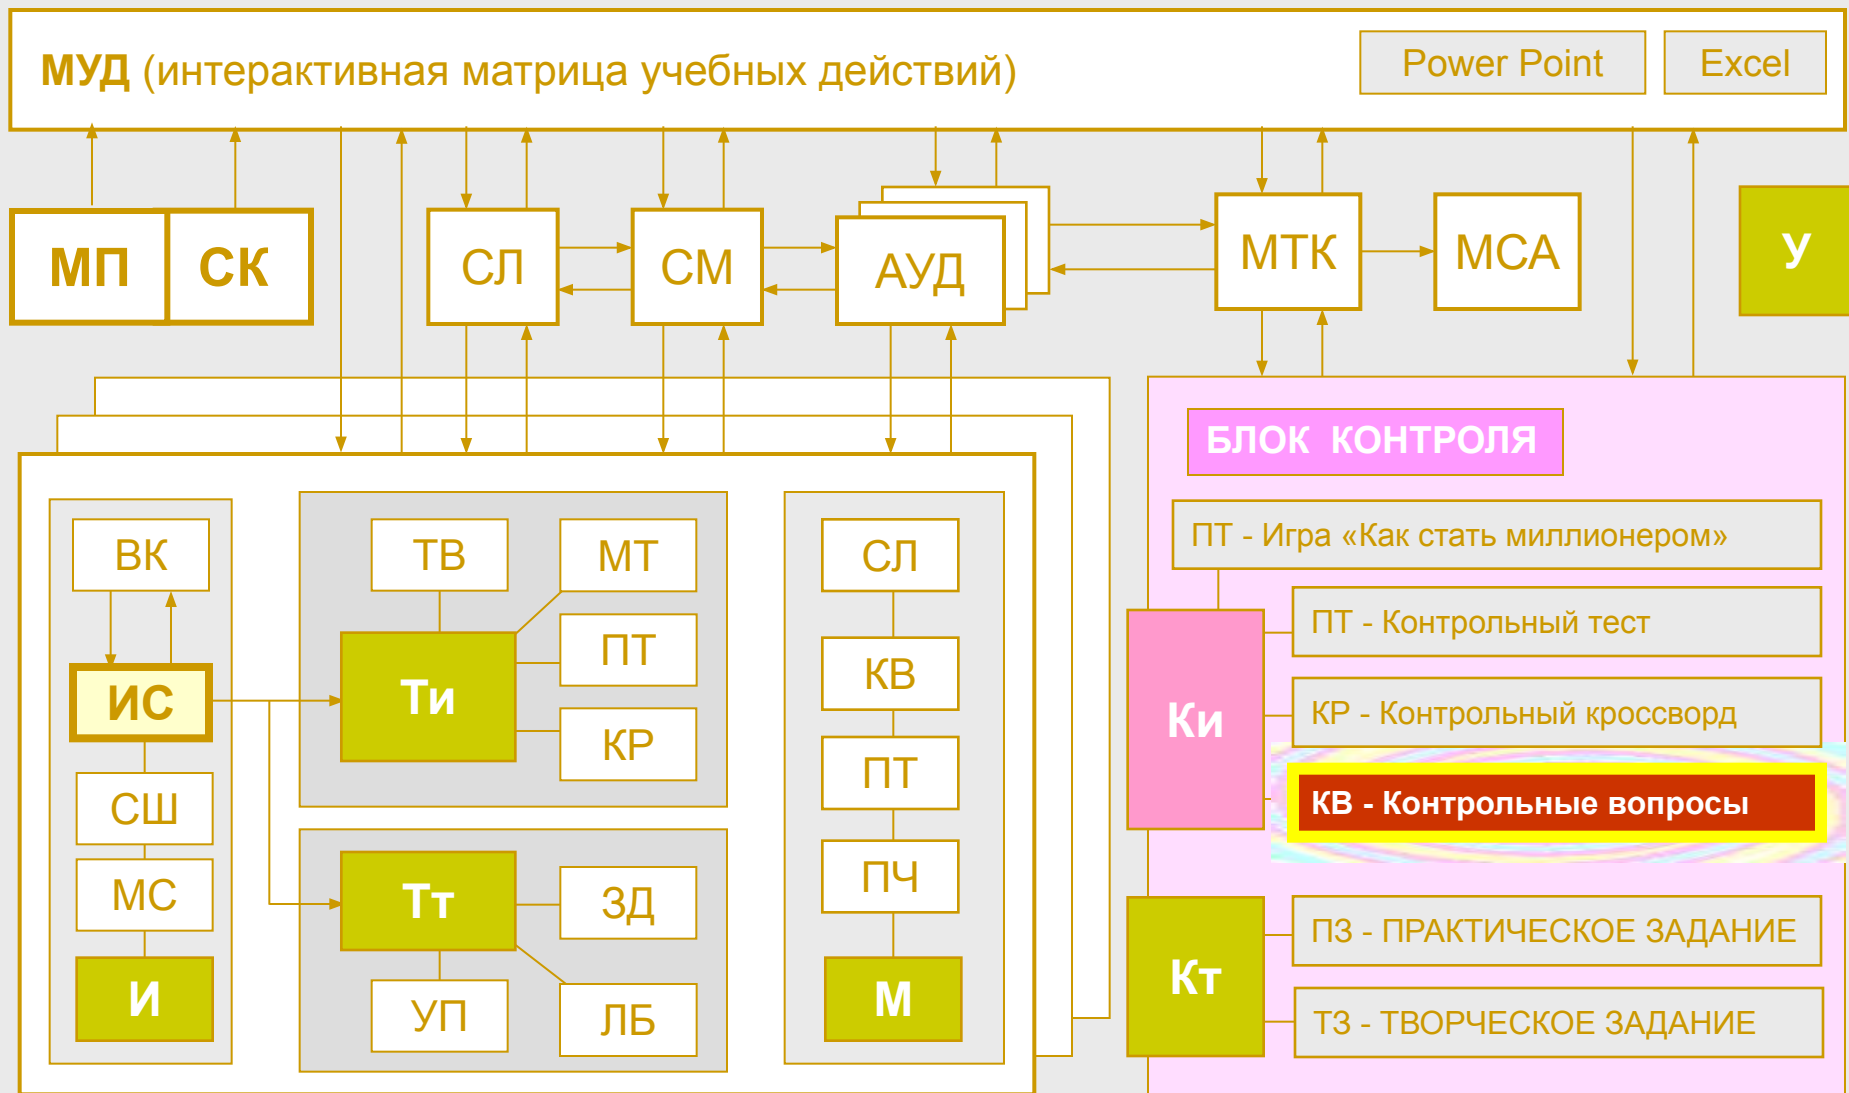 МУД (интерактивная матрица учебных действий)
Power Point
Excel
МП
СК
СЛ
СМ
АУД
МТК
МСА
У
БЛОК КОНТРОЛЯ
ВК
ИС
СШ
МС
И
ТВ
МТ
ПТ
КР
Ти
Тт
ЗД
УП
ЛБ
СЛ
КВ
ПТ
ПЧ
М
ПТ - Игра «Как стать миллионером»
Ки
ПТ - Контрольный тест
КР - Контрольный кроссворд
КВ - Контрольные вопросы
Кт
ПЗ - ПРАКТИЧЕСКОЕ ЗАДАНИЕ
ТЗ - ТВОРЧЕСКОЕ ЗАДАНИЕ